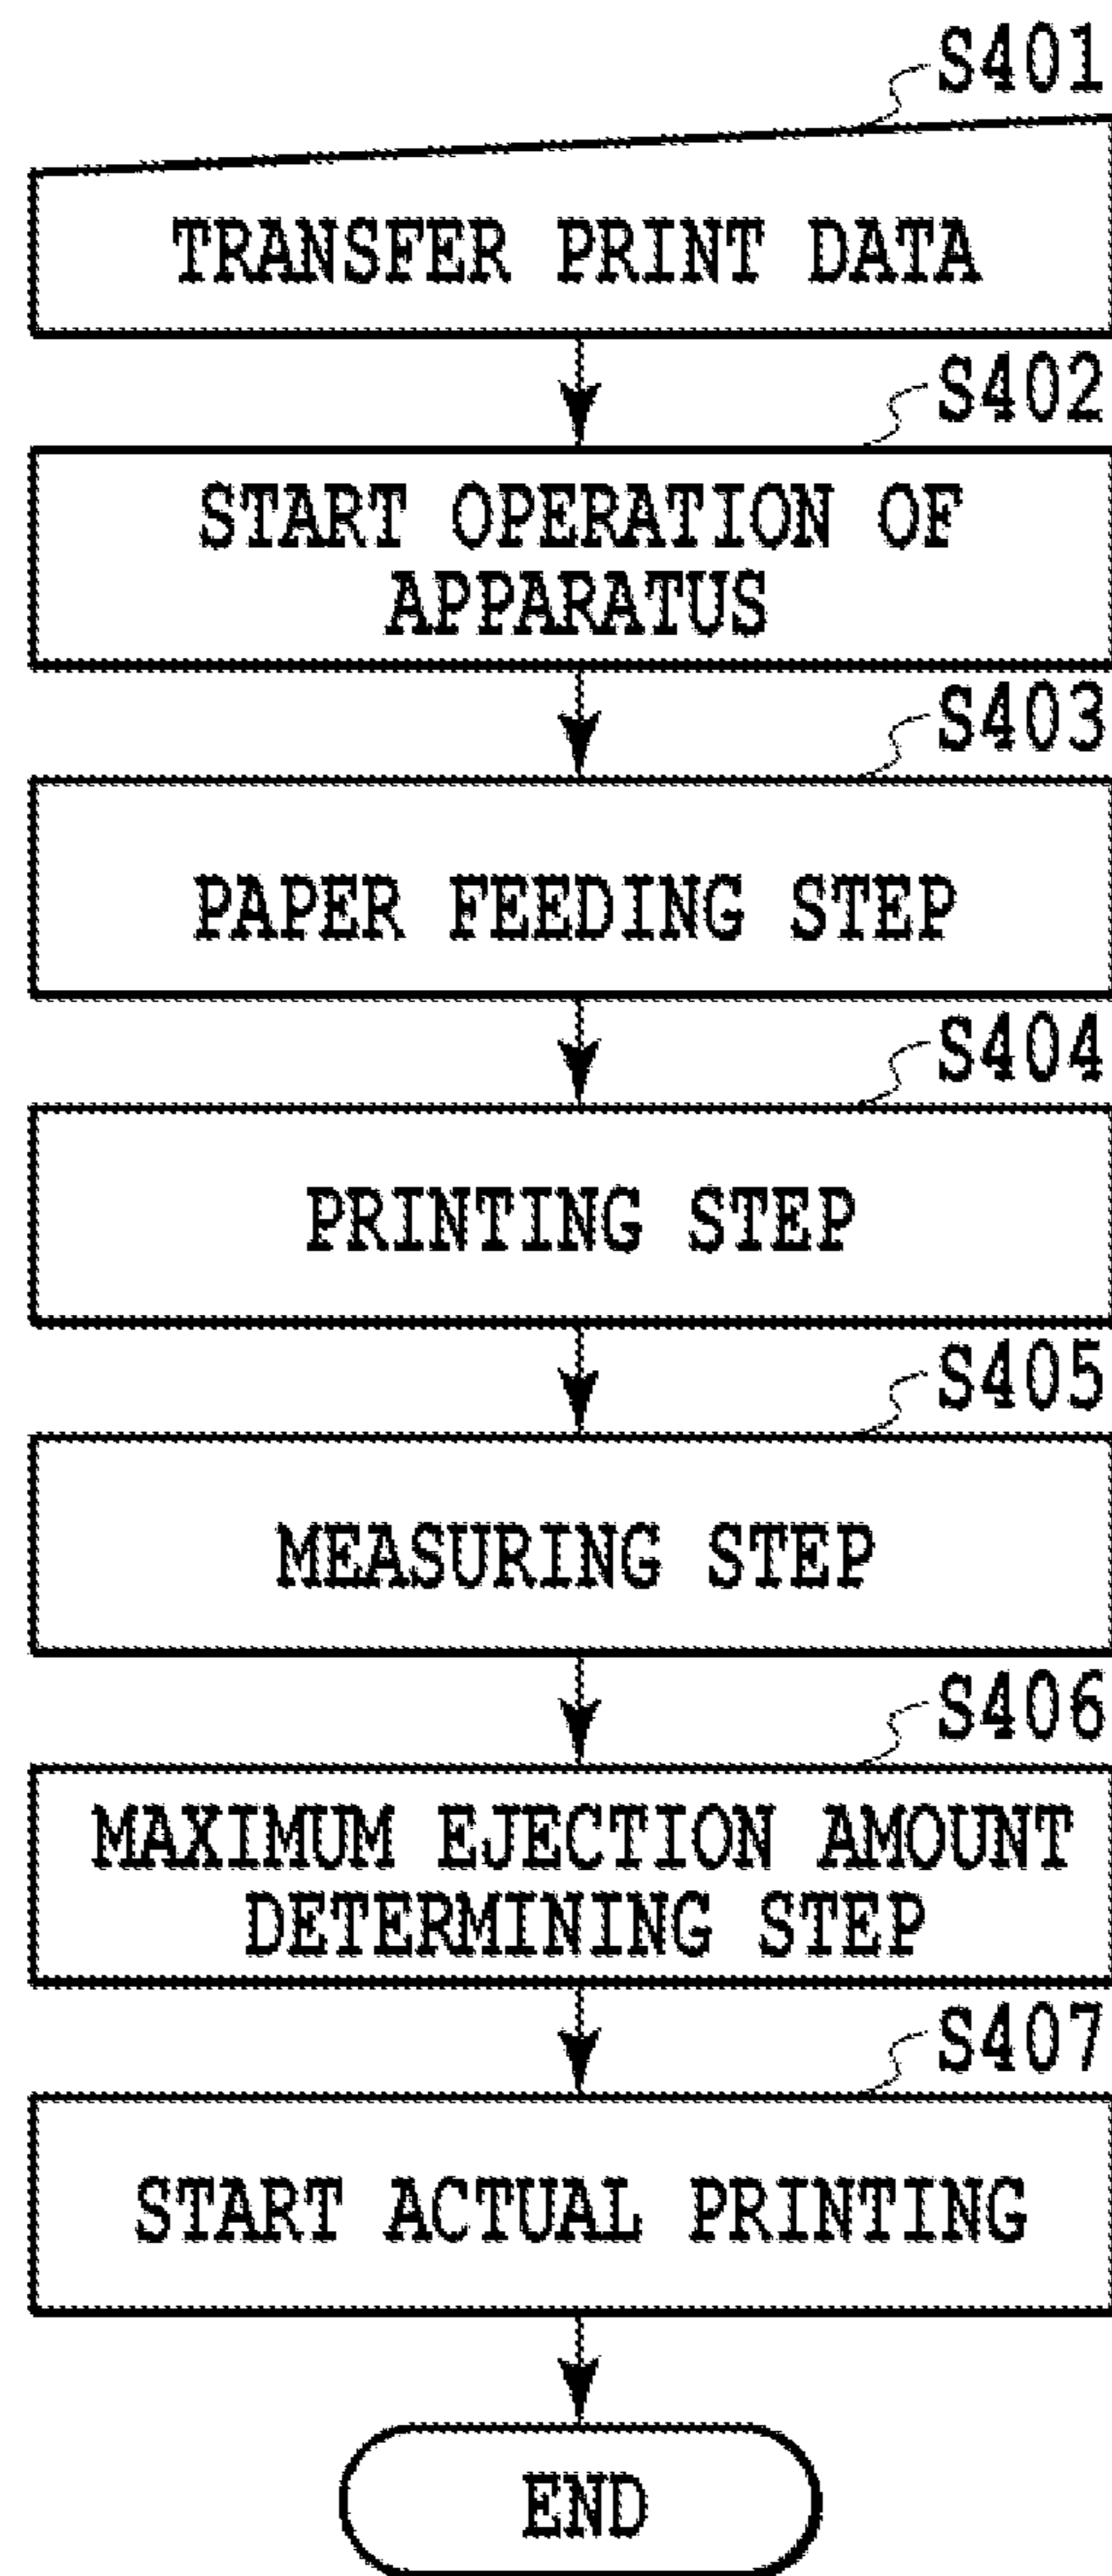 S401
TRANSFER PRINT DATA
S402
START OPERATION OF
APPARATUS
S403
PAPER FEEDING STEP
S404
PRINTING STEP
S405
MEASURING STEP
S406
MAXIMUM EJECTION AMOUNT
DETERMINING STEP
S407
START ACTUAL PRINTING
END